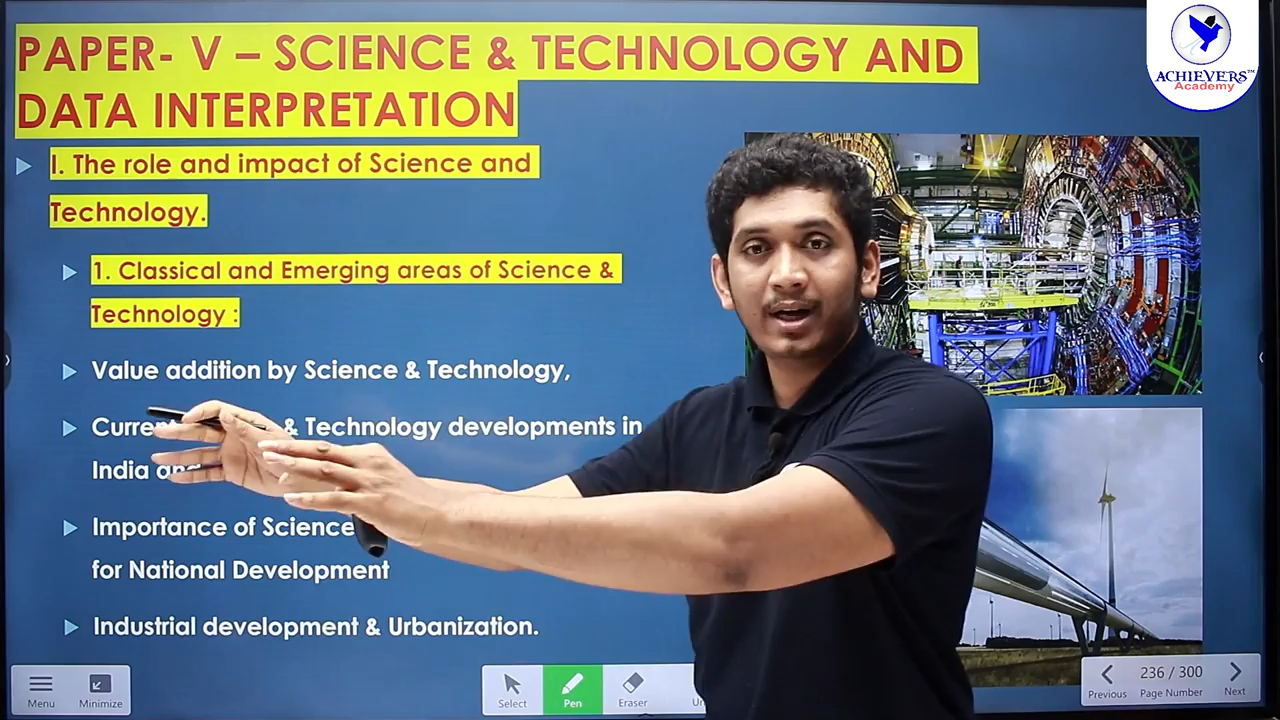 PAPER- V – SCIENCE & TECHNOLOGY AND
DATA INTERPRETATION
I. The role and impact of Science and
Technology.
1. Classical and Emerging areas of Science &
Technology :
Value addition by Science & Technology,
& Technology developments in
India
Importance of Science
for National Development
Industrial development & Urbanization.
ACHIEVERS™
Academy
Menu
Minimize
Select
Pen
Eraser
236 / 300
Previous
Page Number
Next